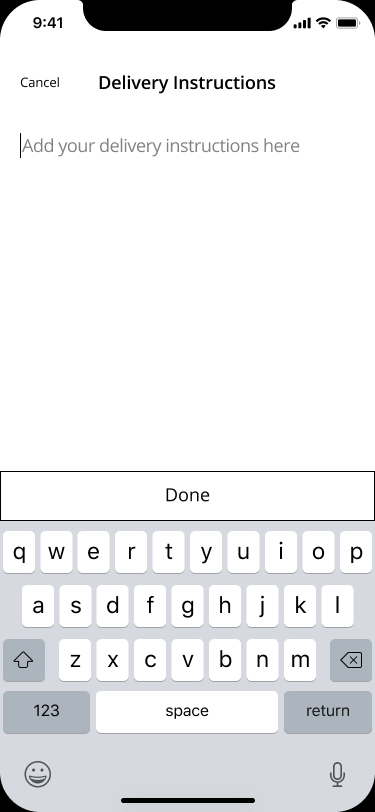 9:41
Cancel Delivery Instructions
Add your delivery instructions here
Done
q w e r t y u i o p
a s d f g h j k l
z x c v b n m
123 space return